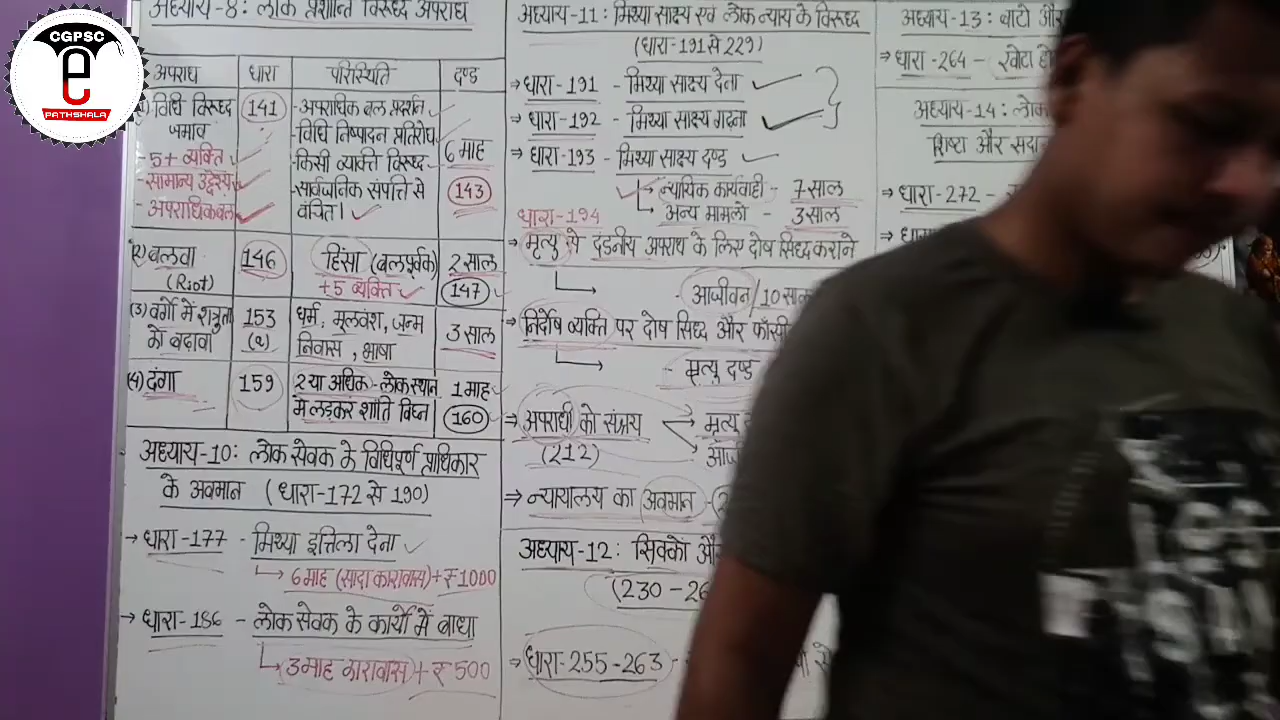 CGPSC
e
PATHSHALA
अध्याय-8: लोक प्रशान्ति विरुध्द अपराध
अपराध धारा परिस्थिति दण्ड
(1) विधि विरुध्द जमाव
- 5+ व्यक्ति
- सामान्य उद्देश्य
- अपराधिक बल
141
- अपराधिक बल प्रदर्शन
- विधि निष्पादन प्रतिरोध
- किसी व्यक्ति विरुध्द
- सार्वजनिक संपत्ति से
वंचित।
6 माह
143
(2) बलवा
(Riot)
146
हिंसा (बलपूर्वक)
+5 व्यक्ति
2 साल
147
(3) वर्गो में शत्रुता
को बढावा
153
(a)
धर्म, मूलवंश, जन्म
निवास, भाषा
3 साल
(4) दंगा
159
2 या अधिक - लोक स्थान
में लड़कर शांति विघ्न
1 माह
160
अध्याय-10: लोक सेवक के विधिपूर्ण प्राधिकार
के अवमान (धारा-172 से 190)
→ धारा-177 - मिथ्या इत्तिला देना
6 माह (सादा कारावास) + ₹1000
→ धारा-186 - लोक सेवक के कार्यो में बाधा
3 माह कारावास + ₹500
अध्याय-11: मिथ्या साक्ष्य एवं लोक न्याय के विरूध्द
(धारा-191 से 229)
→ धारा-191 - मिथ्या साक्ष्य देना
→ धारा-192 - मिथ्या साक्ष्य गढ़ना
→ धारा-193 - मिथ्या साक्ष्य दण्ड
न्यायिक कार्यवाही - 7 साल
अन्य मामलो - 3 साल
धारा-194
→ मृत्यु से दंडनीय अपराध के लिए दोष सिध्द कराने
- आजीवन/10 साल
→ निर्दोष व्यक्ति पर दोष सिध्द और फाँसी
- मृत्यु दण्ड
→ अपराधी को संश्रय
(212)
मृत्यु
→ न्यायालय का अवमान
अध्याय-12: सिक्को और
(230-26
→ धारा-255-263 -
अध्याय-13: बाटो और
→ धारा-264 - खोटा
अध्याय-14: लोक
शिष्टा और सदा
→ धारा-272 -